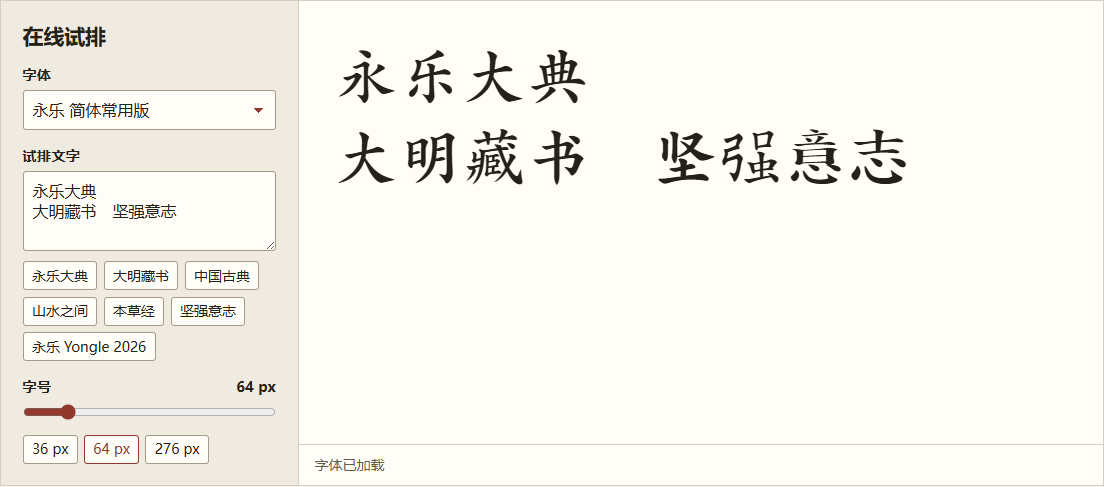 在线试排
字体
永乐 简体常用版
试排文字
永乐大典
大明藏书　坚强意志
永乐大典 大明藏书 中国古典
山水之间 本草经 坚强意志
永乐 Yongle 2026
字号 64 px
36 px 64 px 276 px
永乐大典
大明藏书　坚强意志
字体已加载